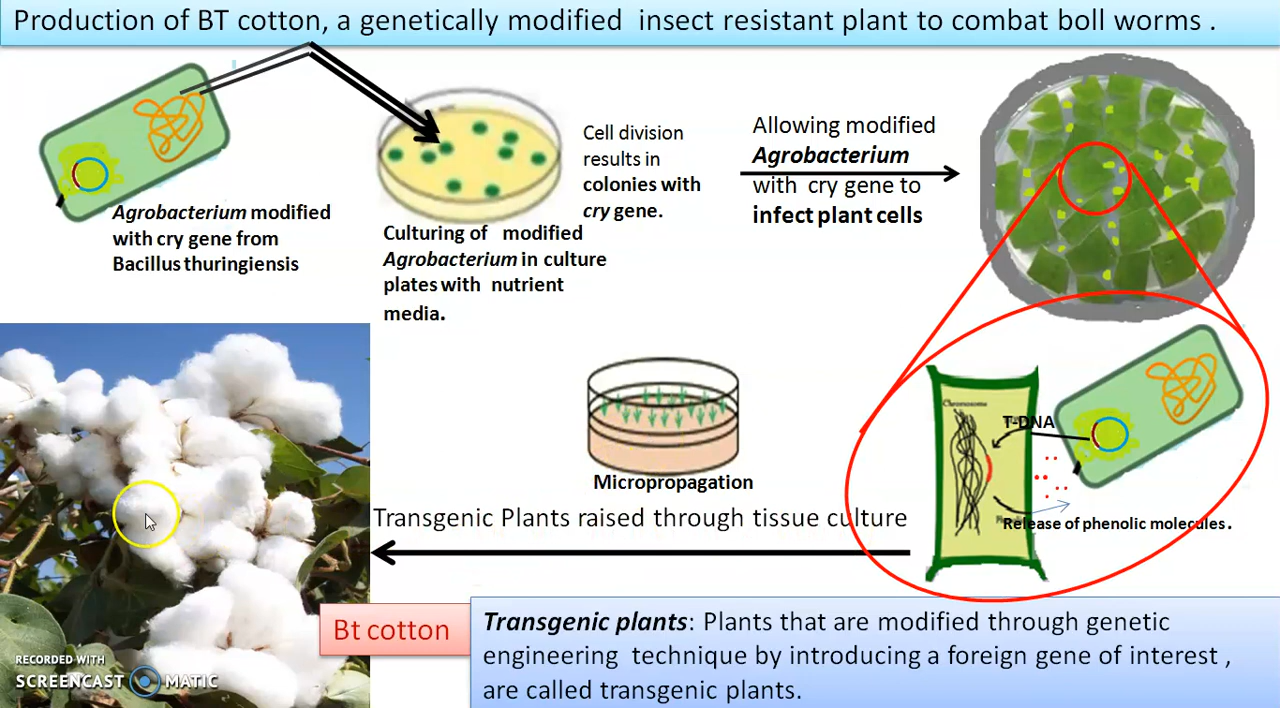 Production of BT cotton, a genetically modified insect resistant plant to combat boll worms .
Agrobacterium modified
with cry gene from
Bacillus thuringiensis
Culturing of modified
Agrobacterium in culture
plates with nutrient
media.
Cell division
results in
colonies with
cry gene.
Allowing modified
Agrobacterium
with cry gene to
infect plant cells
Chromosome
T-DNA
Release of phenolic molecules.
Micropropagation
Transgenic Plants raised through tissue culture
Bt cotton
Transgenic plants: Plants that are modified through genetic
engineering technique by introducing a foreign gene of interest ,
are called transgenic plants.
RECORDED WITH
SCREENCAST MATIC